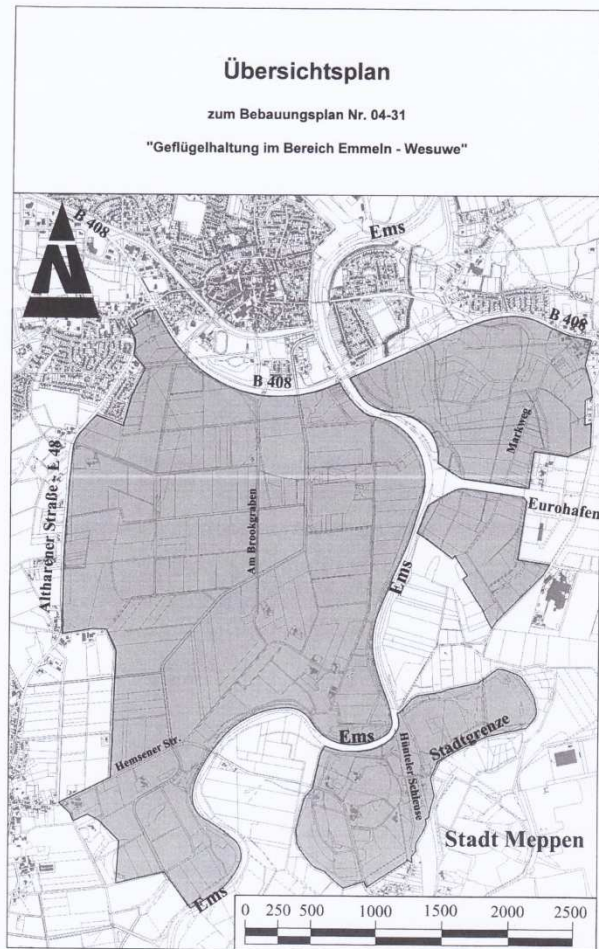 Übersichtsplan
zum Bebauungsplan Nr. 04-31
"Geflügelhaltung im Bereich Emmeln - Wesuwe"
B 408
N
Ems
B 408
B 408
Markweg
Altharener Straße - L 48
Am Brookgraben
Eurohafen
Ems
Hemsener Str.
Ems
Hünteler Schleuse
Stadtgrenze
Stadt Meppen
Ems
0 250 500 1000 1500 2000 2500